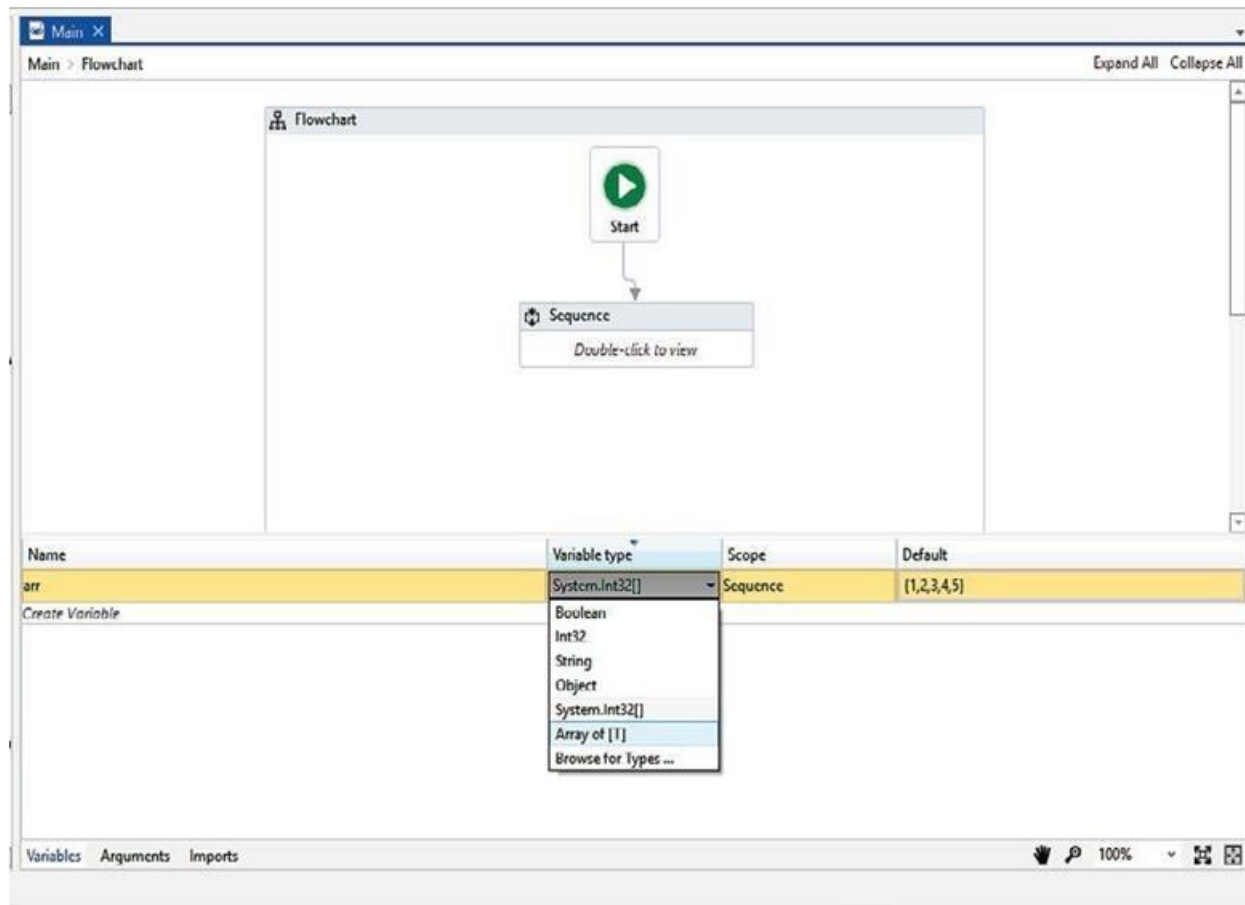 Main
Main > Flowchart Expand All Collapse All
Flowchart
Start
Sequence
Double-click to view
Name Variable type Scope Default
arr System.Int32[] Sequence {1,2,3,4,5}
Create Variable
Boolean
Int32
String
Object
System.Int32[]
Array of [T]
Browse for Types ...
Variables Arguments Imports 100%